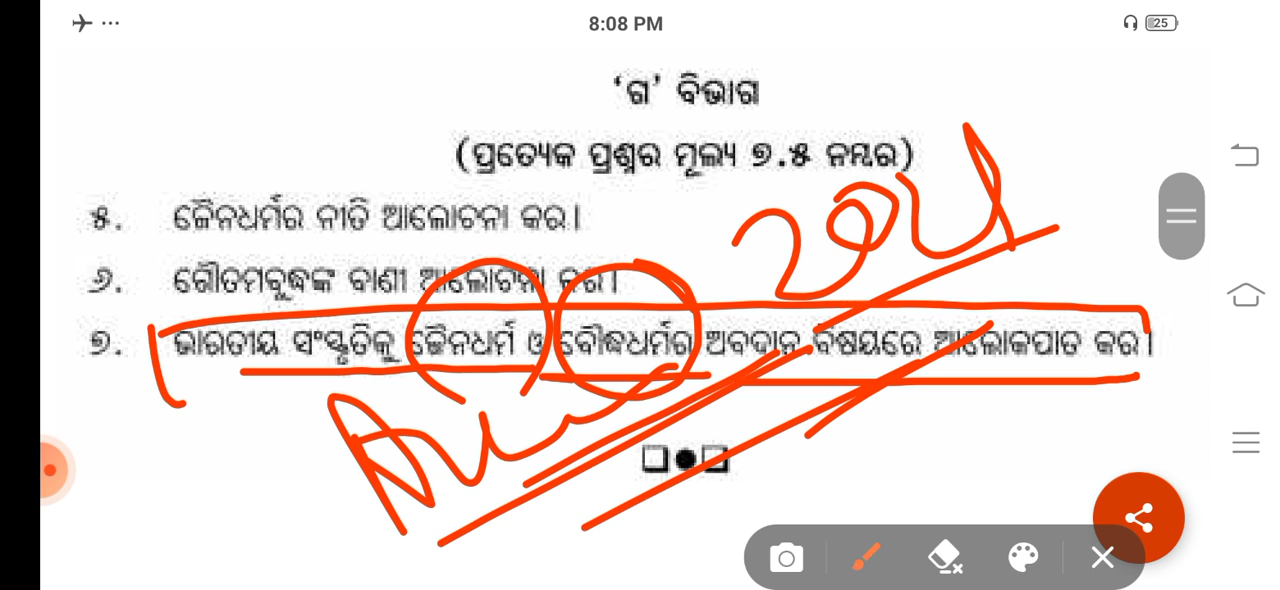 8:08 PM
25
‘ଗ’ ବିଭାଗ
(ପ୍ରତ୍ୟେକ ପ୍ରଶ୍ନର ମୂଲ୍ୟ ୭.୫ ନମ୍ବର)
୫. ଜୈନଧର୍ମର ନୀତି ଆଲୋଚନା କର।
୬. ଗୌତମବୁଦ୍ଧଙ୍କ ବାଣୀ ଆଲୋଚନା କର।
୭. ଭାରତୀୟ ସଂସ୍କୃତିକୁ ଜୈନଧର୍ମ ଓ ବୌଦ୍ଧଧର୍ମର ଅବଦାନ ବିଷୟରେ ଆଲୋକପାତ କର।